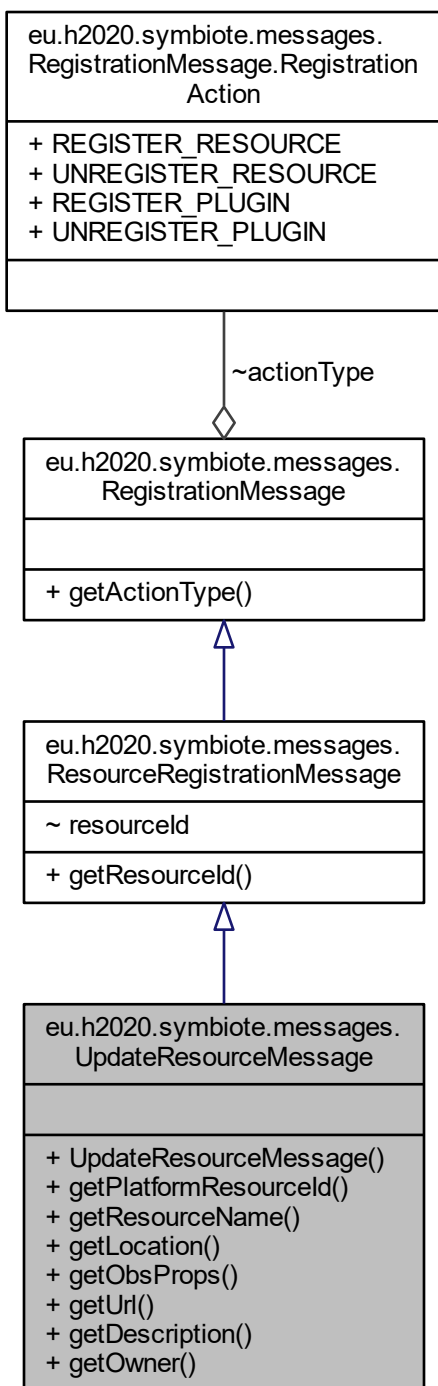 eu.h2020.symbiote.messages.
RegistrationMessage.Registration
Action
+ REGISTER_RESOURCE
+ UNREGISTER_RESOURCE
+ REGISTER_PLUGIN
+ UNREGISTER_PLUGIN
~actionType
eu.h2020.symbiote.messages.
RegistrationMessage
+ getActionType()
eu.h2020.symbiote.messages.
ResourceRegistrationMessage
~ resourceId
+ getResourceId()
eu.h2020.symbiote.messages.
UpdateResourceMessage
+ UpdateResourceMessage()
+ getPlatformResourceId()
+ getResourceName()
+ getLocation()
+ getObsProps()
+ getUrl()
+ getDescription()
+ getOwner()